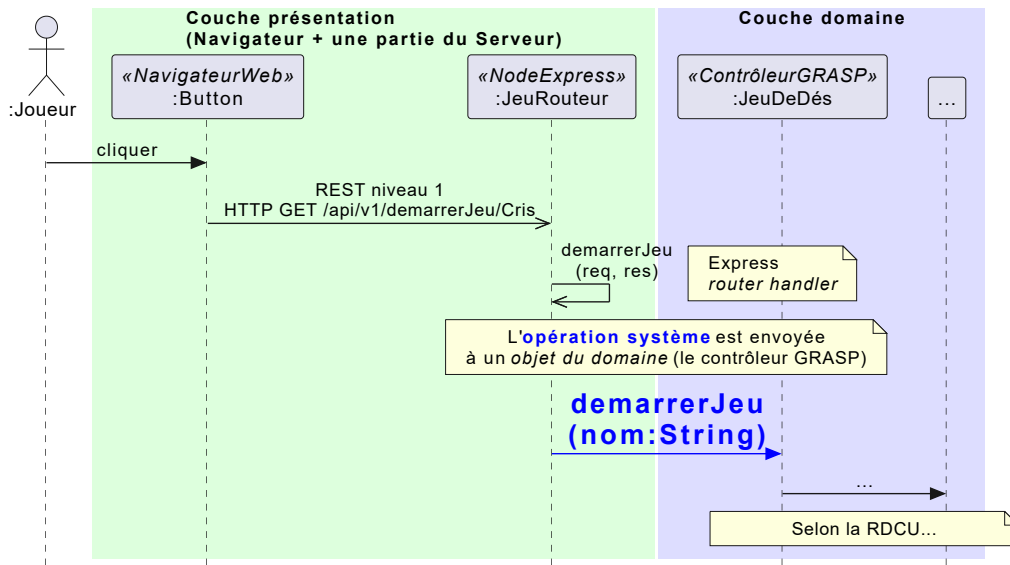 Couche présentation
(Navigateur + une partie du Serveur)
Couche domaine
«NavigateurWeb»
:Button
«NodeExpress»
:JeuRouteur
«ContrôleurGRASP»
:JeuDeDés
...
:Joueur
cliquer
REST niveau 1
HTTP GET /api/v1/demarrerJeu/Cris
demarrerJeu
(req, res)
Express
router handler
L'opération système est envoyée
à un objet du domaine (le contrôleur GRASP)
demarrerJeu
(nom:String)
...
Selon la RDCU...